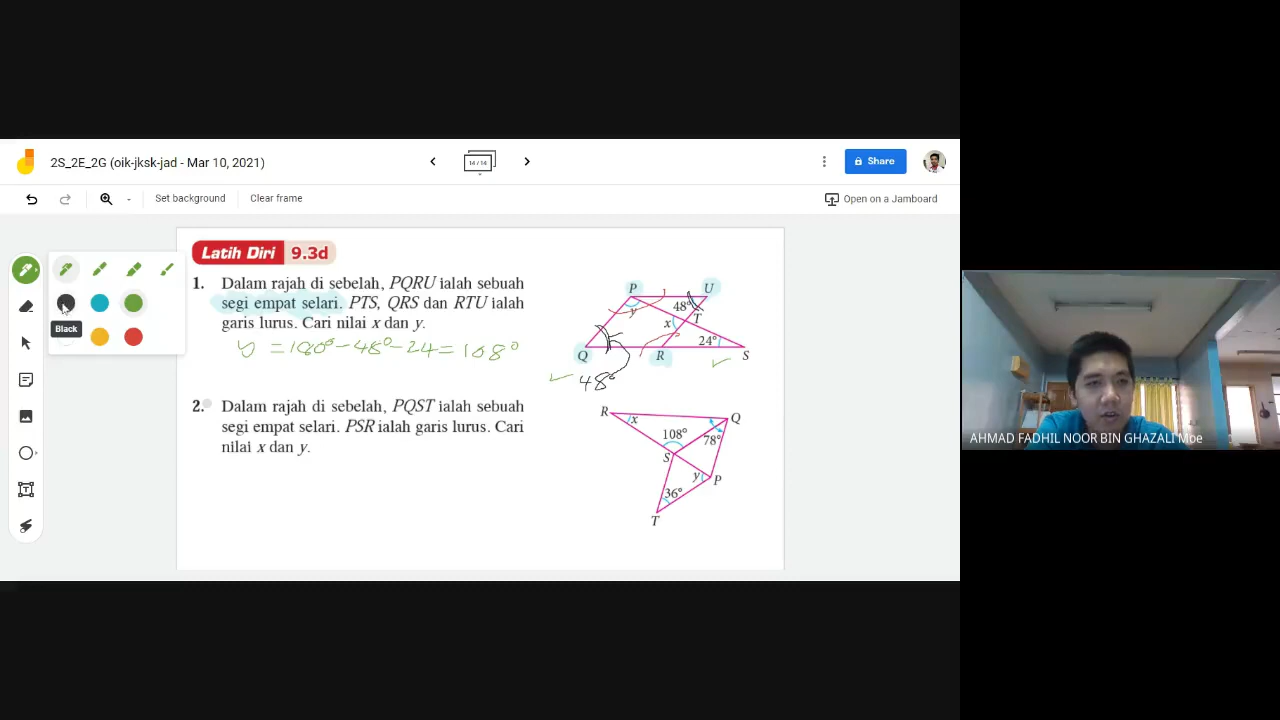 2S_2E_2G (oik-jksk-jad - Mar 10, 2021)
14 / 14
Share
Set background
Clear frame
Open on a Jamboard
Black
Latih Diri 9.3d
1. Dalam rajah di sebelah, PQRU ialah sebuah
segi empat selari. PTS, QRS dan RTU ialah
garis lurus. Cari nilai x dan y.
y = 180° - 48° - 24 = 108°
P
U
48°
y
x
T
24°
Q
R
S
48°
2. Dalam rajah di sebelah, PQST ialah sebuah
segi empat selari. PSR ialah garis lurus. Cari
nilai x dan y.
R
x
Q
108°
78°
S
y
P
36°
T
AHMAD FADHIL NOOR BIN GHAZALI Moe